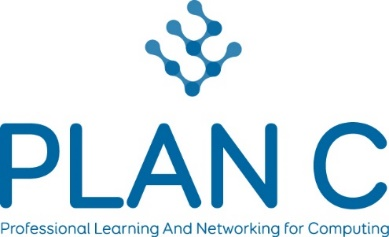 PLAN C
Professional Learning And Networking for Computing